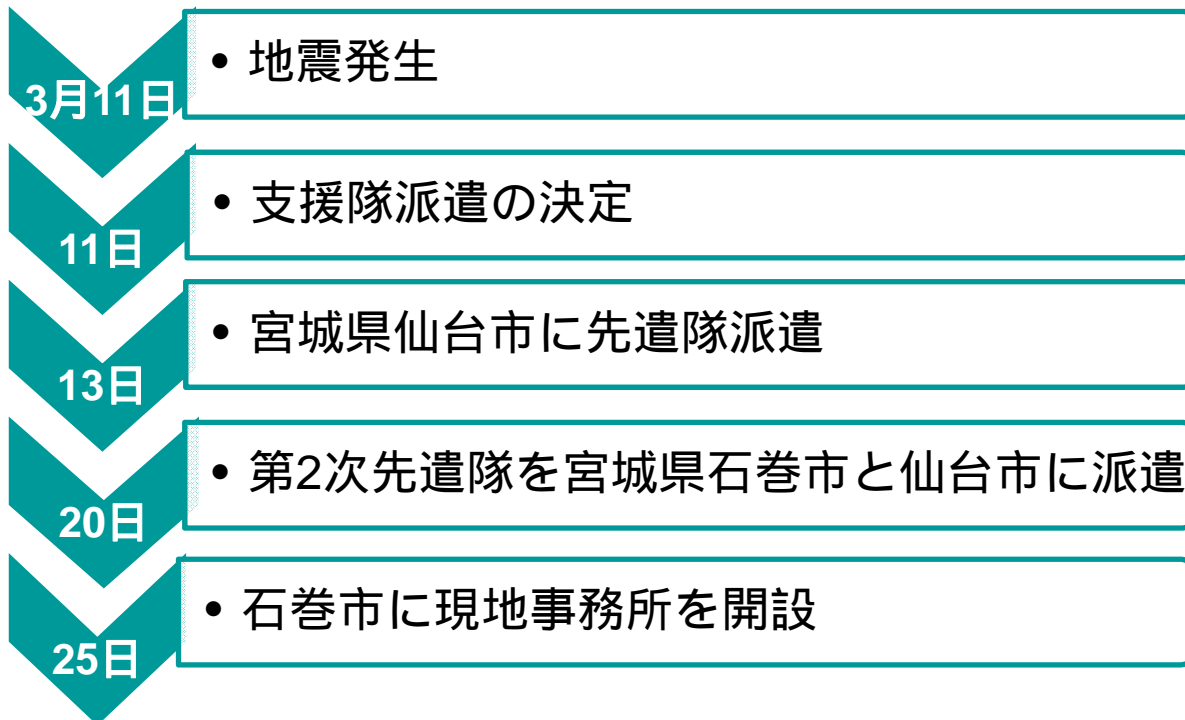 3月11日
• 地震発生
11日
• 支援隊派遣の決定
13日
• 宮城県仙台市に先遣隊派遣
20日
• 第2次先遣隊を宮城県石巻市と仙台市に派遣
25日
• 石巻市に現地事務所を開設